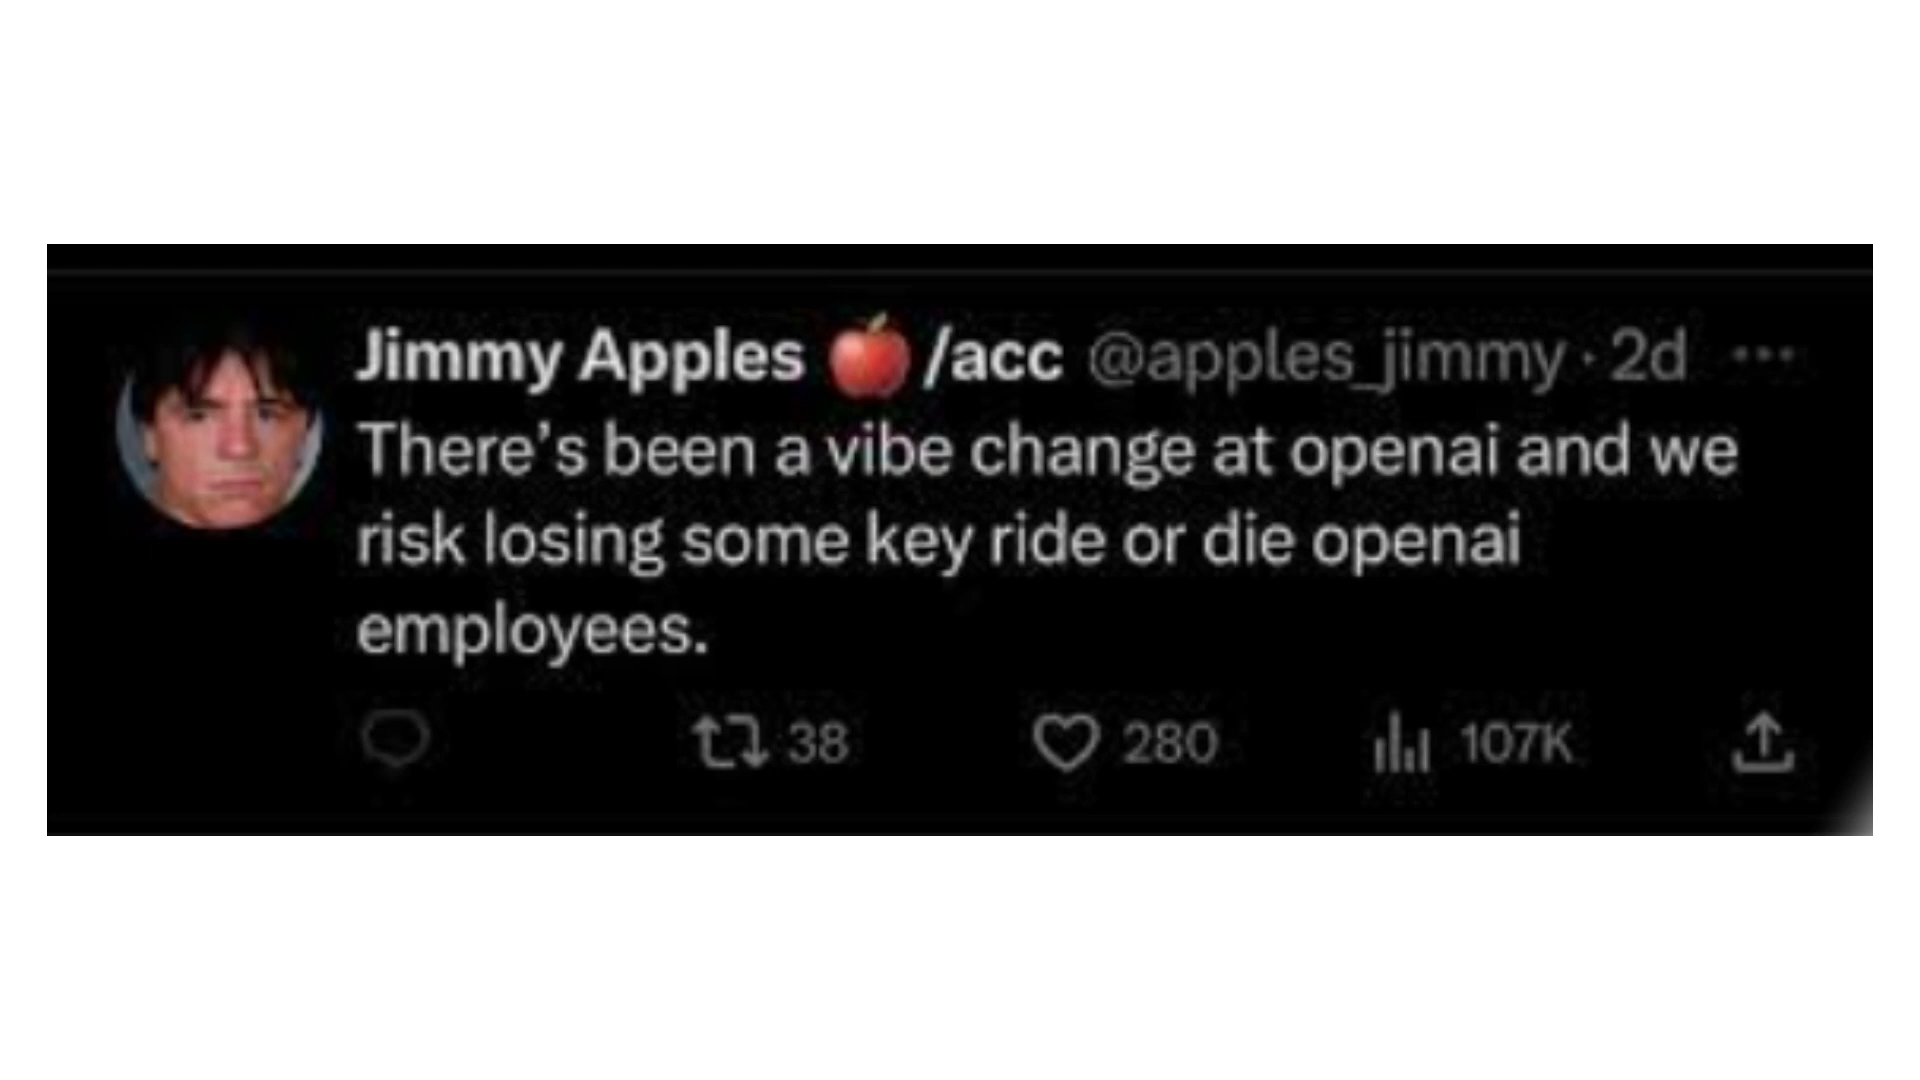 Jimmy Apples 🍎/acc @apples_jimmy · 2d
There’s been a vibe change at openai and we
risk losing some key ride or die openai
employees.
38 280 107K